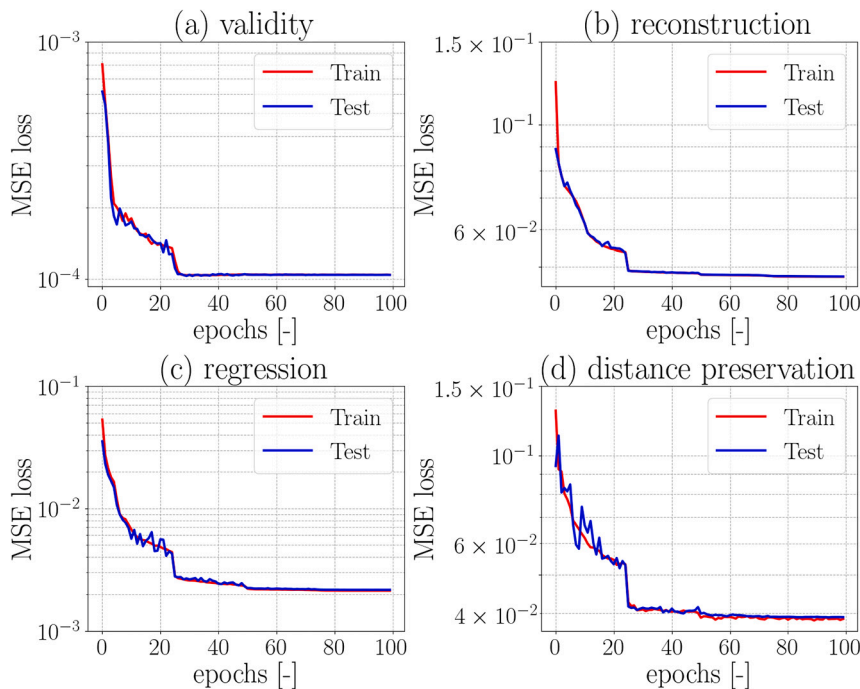 (a) validity
10⁻³
10⁻⁴
MSE loss
Train
Test
0 20 40 60 80 100
epochs [-]
(b) reconstruction
1.5 × 10⁻¹
10⁻¹
6 × 10⁻²
MSE loss
Train
Test
0 20 40 60 80 100
epochs [-]
(c) regression
10⁻¹
10⁻²
10⁻³
MSE loss
Train
Test
0 20 40 60 80 100
epochs [-]
(d) distance preservation
1.5 × 10⁻¹
10⁻¹
6 × 10⁻²
4 × 10⁻²
MSE loss
Train
Test
0 20 40 60 80 100
epochs [-]